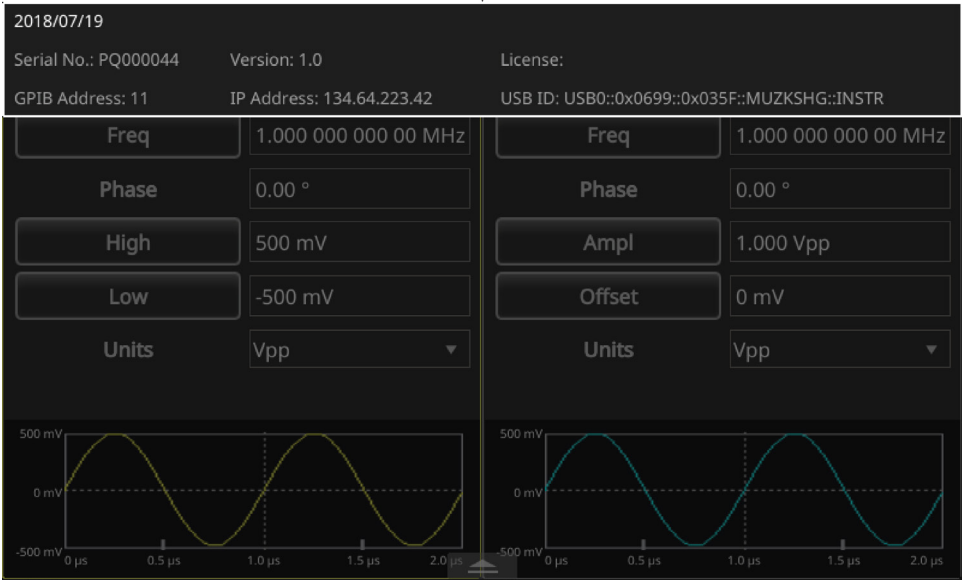 2018/07/19
Serial No.: PQ000044 Version: 1.0 License:
GPIB Address: 11 IP Address: 134.64.223.42 USB ID: USB0::0x0699::0x035F::MUZKSHG::INSTR
Freq 1.000 000 000 00 MHz Freq 1.000 000 000 00 MHz
Phase 0.00 ° Phase 0.00 °
High 500 mV Ampl 1.000 Vpp
Low -500 mV Offset 0 mV
Units Vpp Units Vpp
500 mV 500 mV
0 mV 0 mV
-500 mV -500 mV
0 µs 0.5 µs 1.0 µs 1.5 µs 2.0 µs 0 µs 0.5 µs 1.0 µs 1.5 µs 2.0 µs